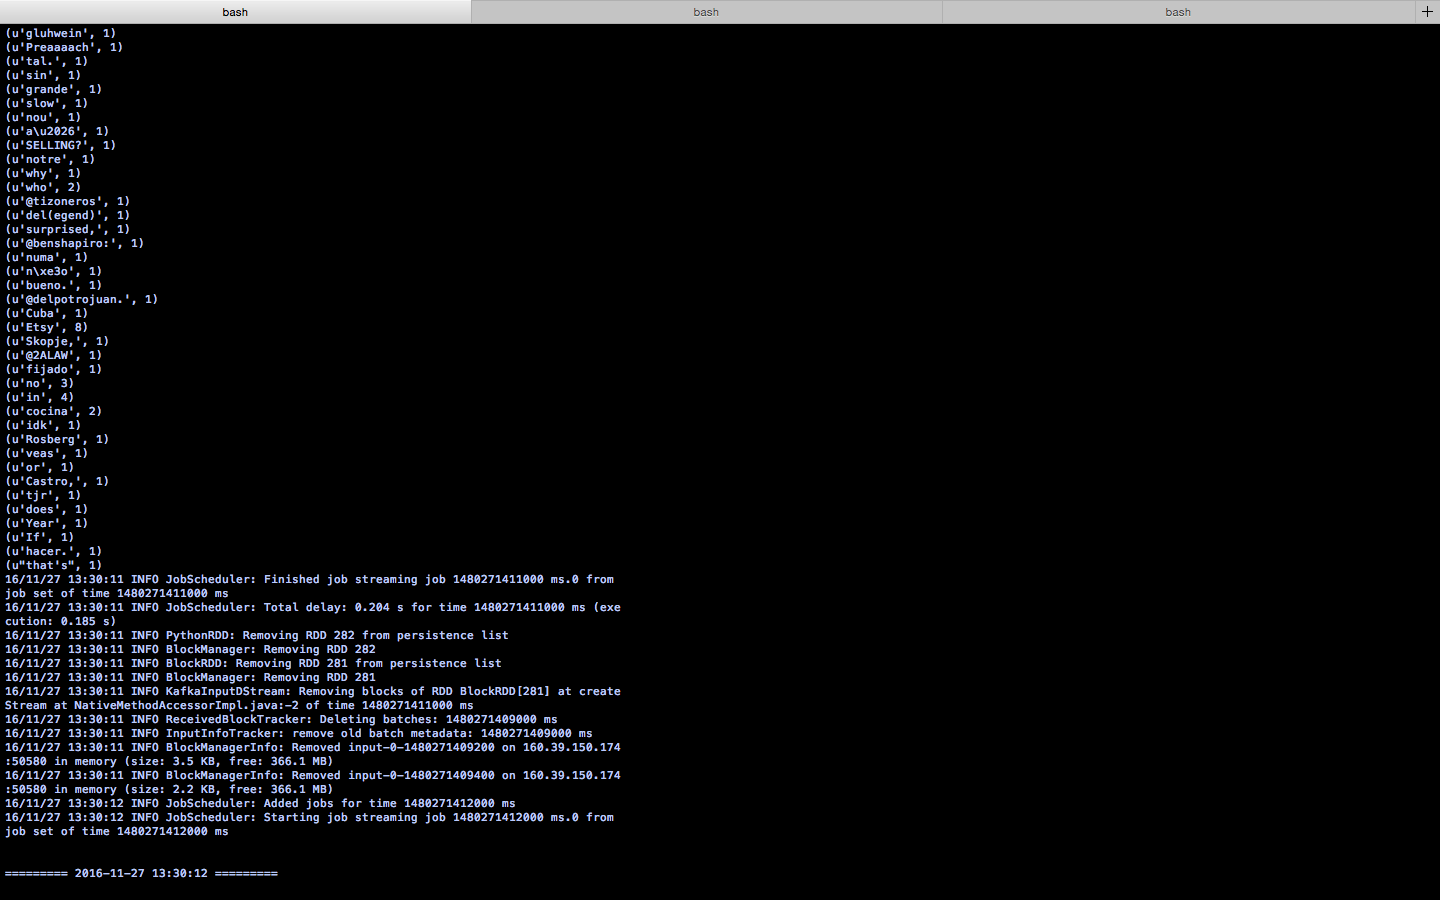 bash
bash
bash
+
(u'gluhwein', 1)
(u'Preaaaach', 1)
(u'tal.', 1)
(u'sin', 1)
(u'grande', 1)
(u'slow', 1)
(u'nou', 1)
(u'a\u2026', 1)
(u'SELLING?', 1)
(u'notre', 1)
(u'why', 1)
(u'who', 2)
(u'@tizoneros', 1)
(u'del(egend)', 1)
(u'surprised,', 1)
(u'@benshapiro:', 1)
(u'numa', 1)
(u'n\xe3o', 1)
(u'bueno.', 1)
(u'@delpotrojuan.', 1)
(u'Cuba', 1)
(u'Etsy', 8)
(u'Skopje,', 1)
(u'@2ALAW', 1)
(u'fijado', 1)
(u'no', 3)
(u'in', 4)
(u'cocina', 2)
(u'idk', 1)
(u'Rosberg', 1)
(u'veas', 1)
(u'or', 1)
(u'Castro,', 1)
(u'tjr', 1)
(u'does', 1)
(u'Year', 1)
(u'If', 1)
(u'hacer.', 1)
(u"that's", 1)
16/11/27 13:30:11 INFO JobScheduler: Finished job streaming job 1480271411000 ms.0 from
job set of time 1480271411000 ms
16/11/27 13:30:11 INFO JobScheduler: Total delay: 0.204 s for time 1480271411000 ms (exe
cution: 0.185 s)
16/11/27 13:30:11 INFO PythonRDD: Removing RDD 282 from persistence list
16/11/27 13:30:11 INFO BlockManager: Removing RDD 282
16/11/27 13:30:11 INFO BlockRDD: Removing RDD 281 from persistence list
16/11/27 13:30:11 INFO BlockManager: Removing RDD 281
16/11/27 13:30:11 INFO KafkaInputDStream: Removing blocks of RDD BlockRDD[281] at create
Stream at NativeMethodAccessorImpl.java:-2 of time 1480271411000 ms
16/11/27 13:30:11 INFO ReceivedBlockTracker: Deleting batches: 1480271409000 ms
16/11/27 13:30:11 INFO InputInfoTracker: remove old batch metadata: 1480271409000 ms
16/11/27 13:30:11 INFO BlockManagerInfo: Removed input-0-1480271409200 on 160.39.150.174
:50580 in memory (size: 3.5 KB, free: 366.1 MB)
16/11/27 13:30:11 INFO BlockManagerInfo: Removed input-0-1480271409400 on 160.39.150.174
:50580 in memory (size: 2.2 KB, free: 366.1 MB)
16/11/27 13:30:12 INFO JobScheduler: Added jobs for time 1480271412000 ms
16/11/27 13:30:12 INFO JobScheduler: Starting job streaming job 1480271412000 ms.0 from
job set of time 1480271412000 ms
========= 2016-11-27 13:30:12 =========